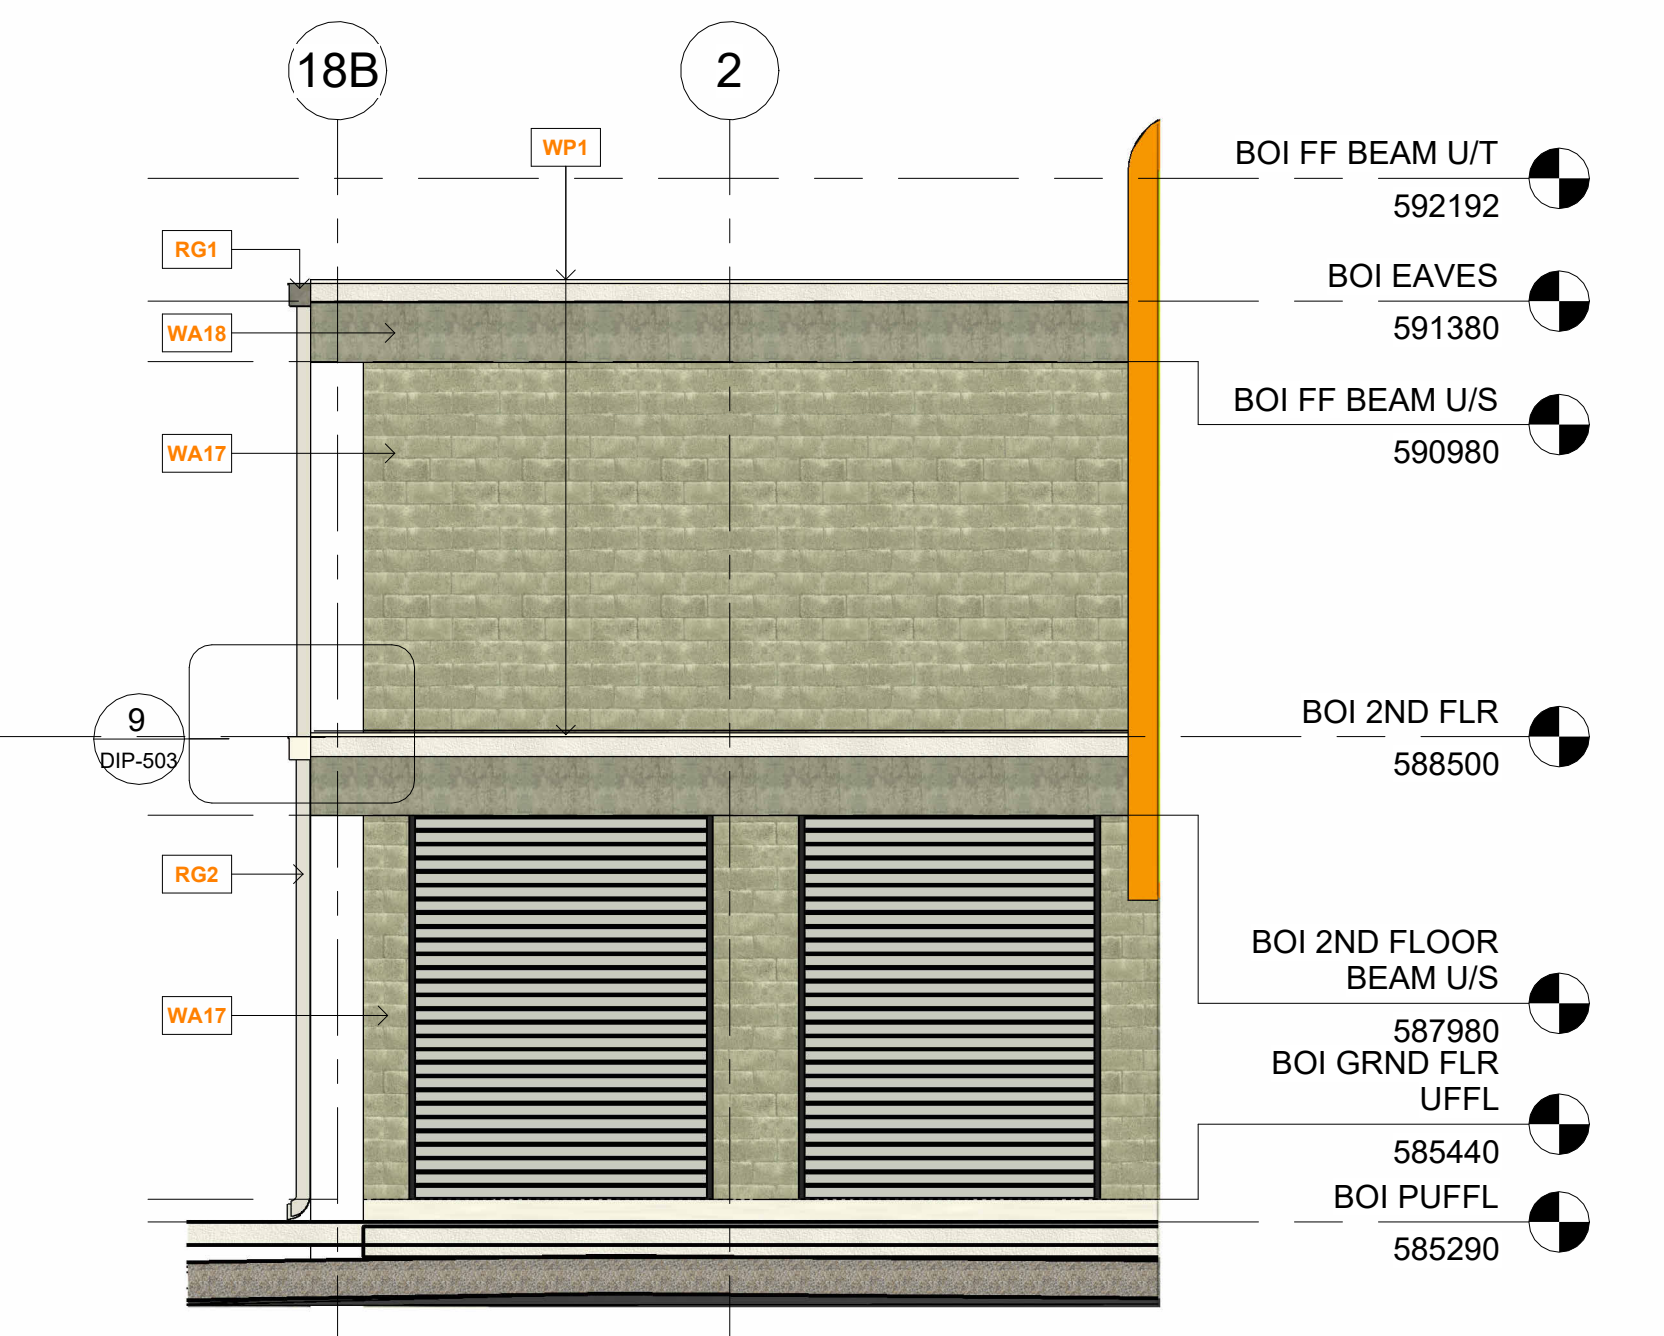 18B
2
WP1
BOI FF BEAM U/T
592192
RG1
BOI EAVES
591380
WA18
BOI FF BEAM U/S
590980
WA17
9
DIP-503
BOI 2ND FLR
588500
RG2
BOI 2ND FLOOR
BEAM U/S
587980
WA17
BOI GRND FLR
UFFL
585440
BOI PUFFL
585290